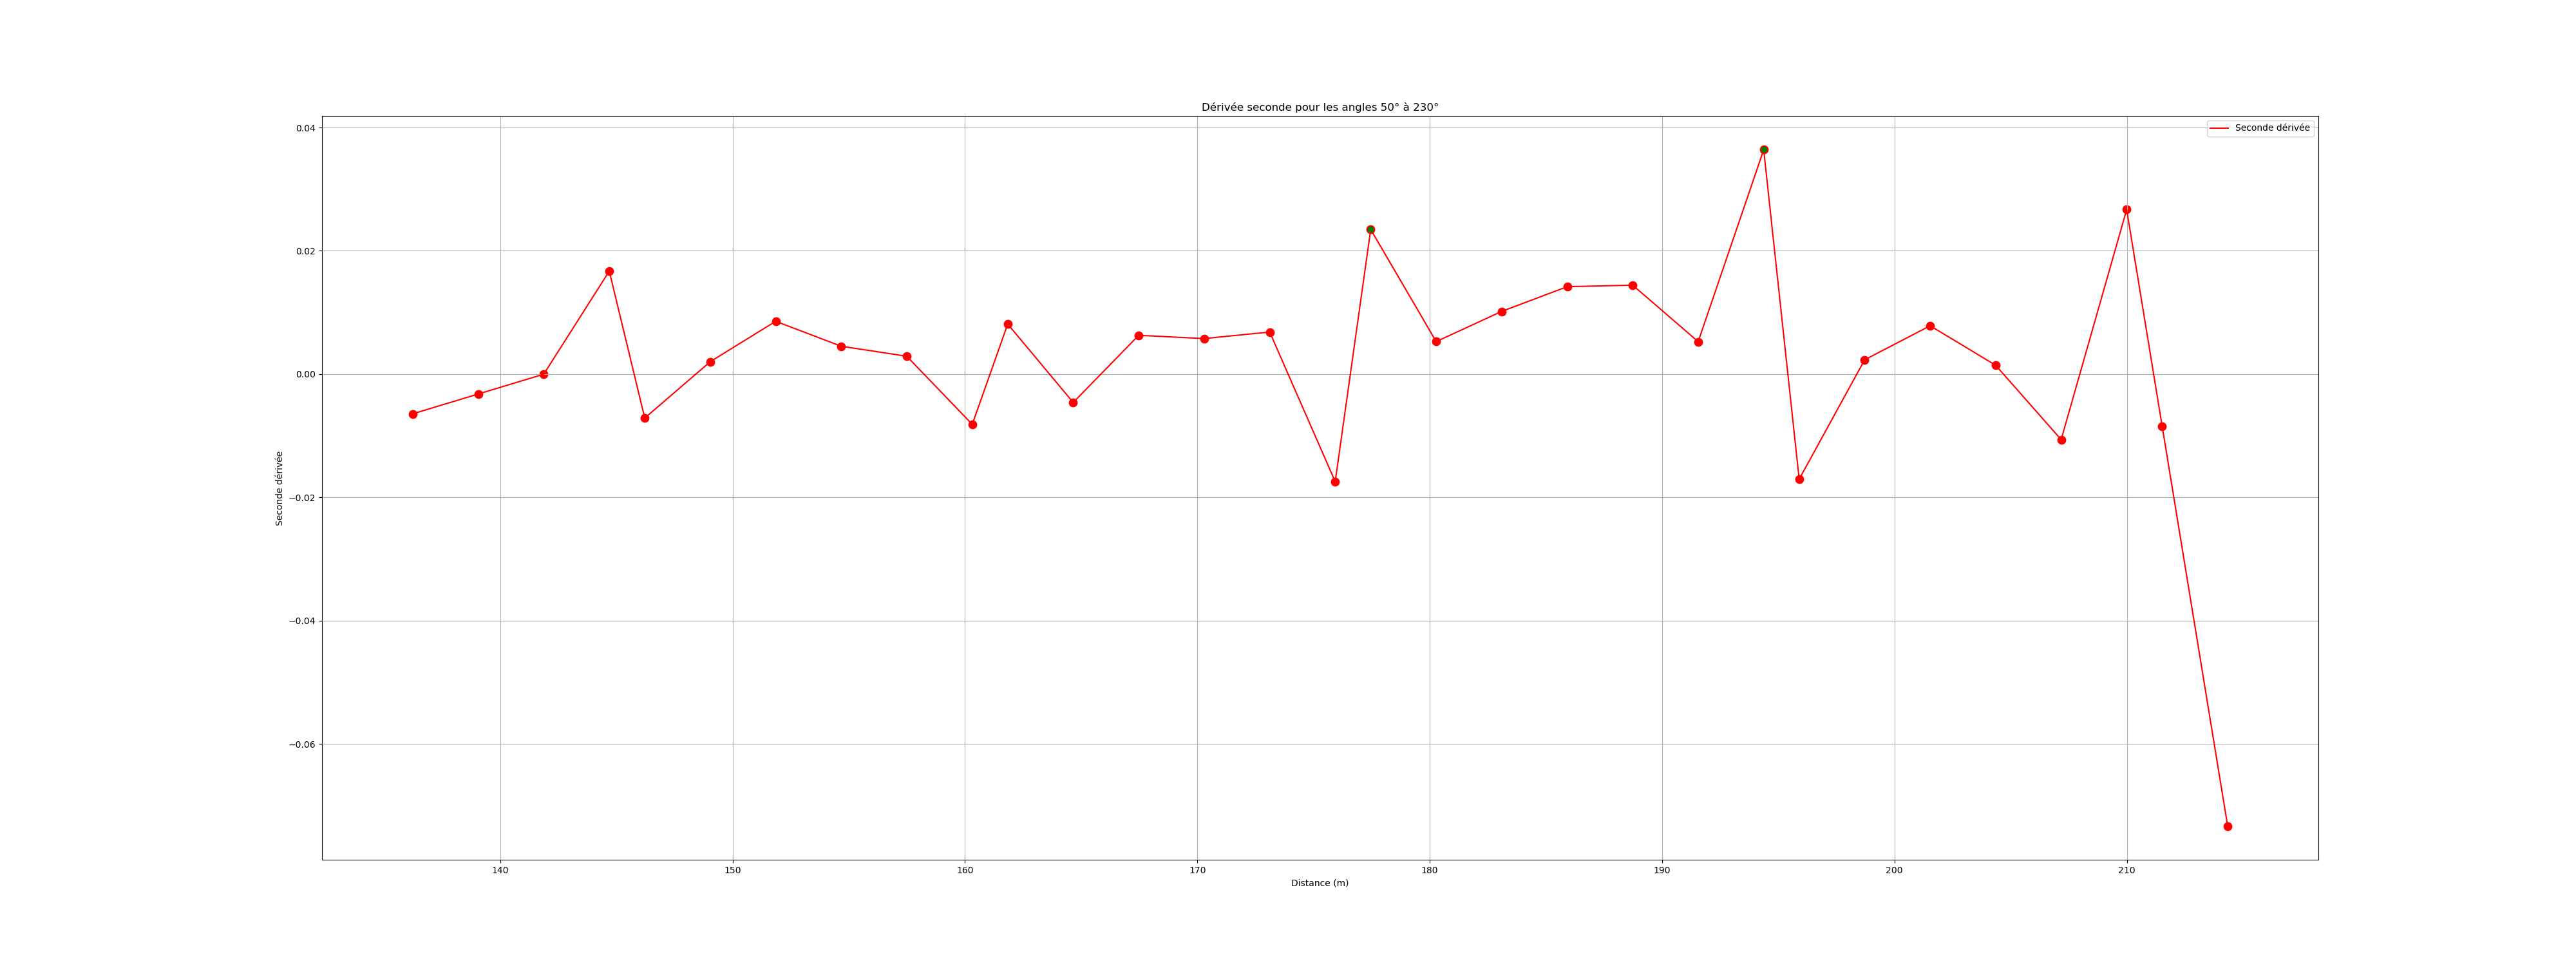 Dérivée seconde pour les angles 50° à 230°
Seconde dérivée
0.04
0.02
0.00
−0.02
−0.04
−0.06
Seconde dérivée
140 150 160 170 180 190 200 210
Distance (m)